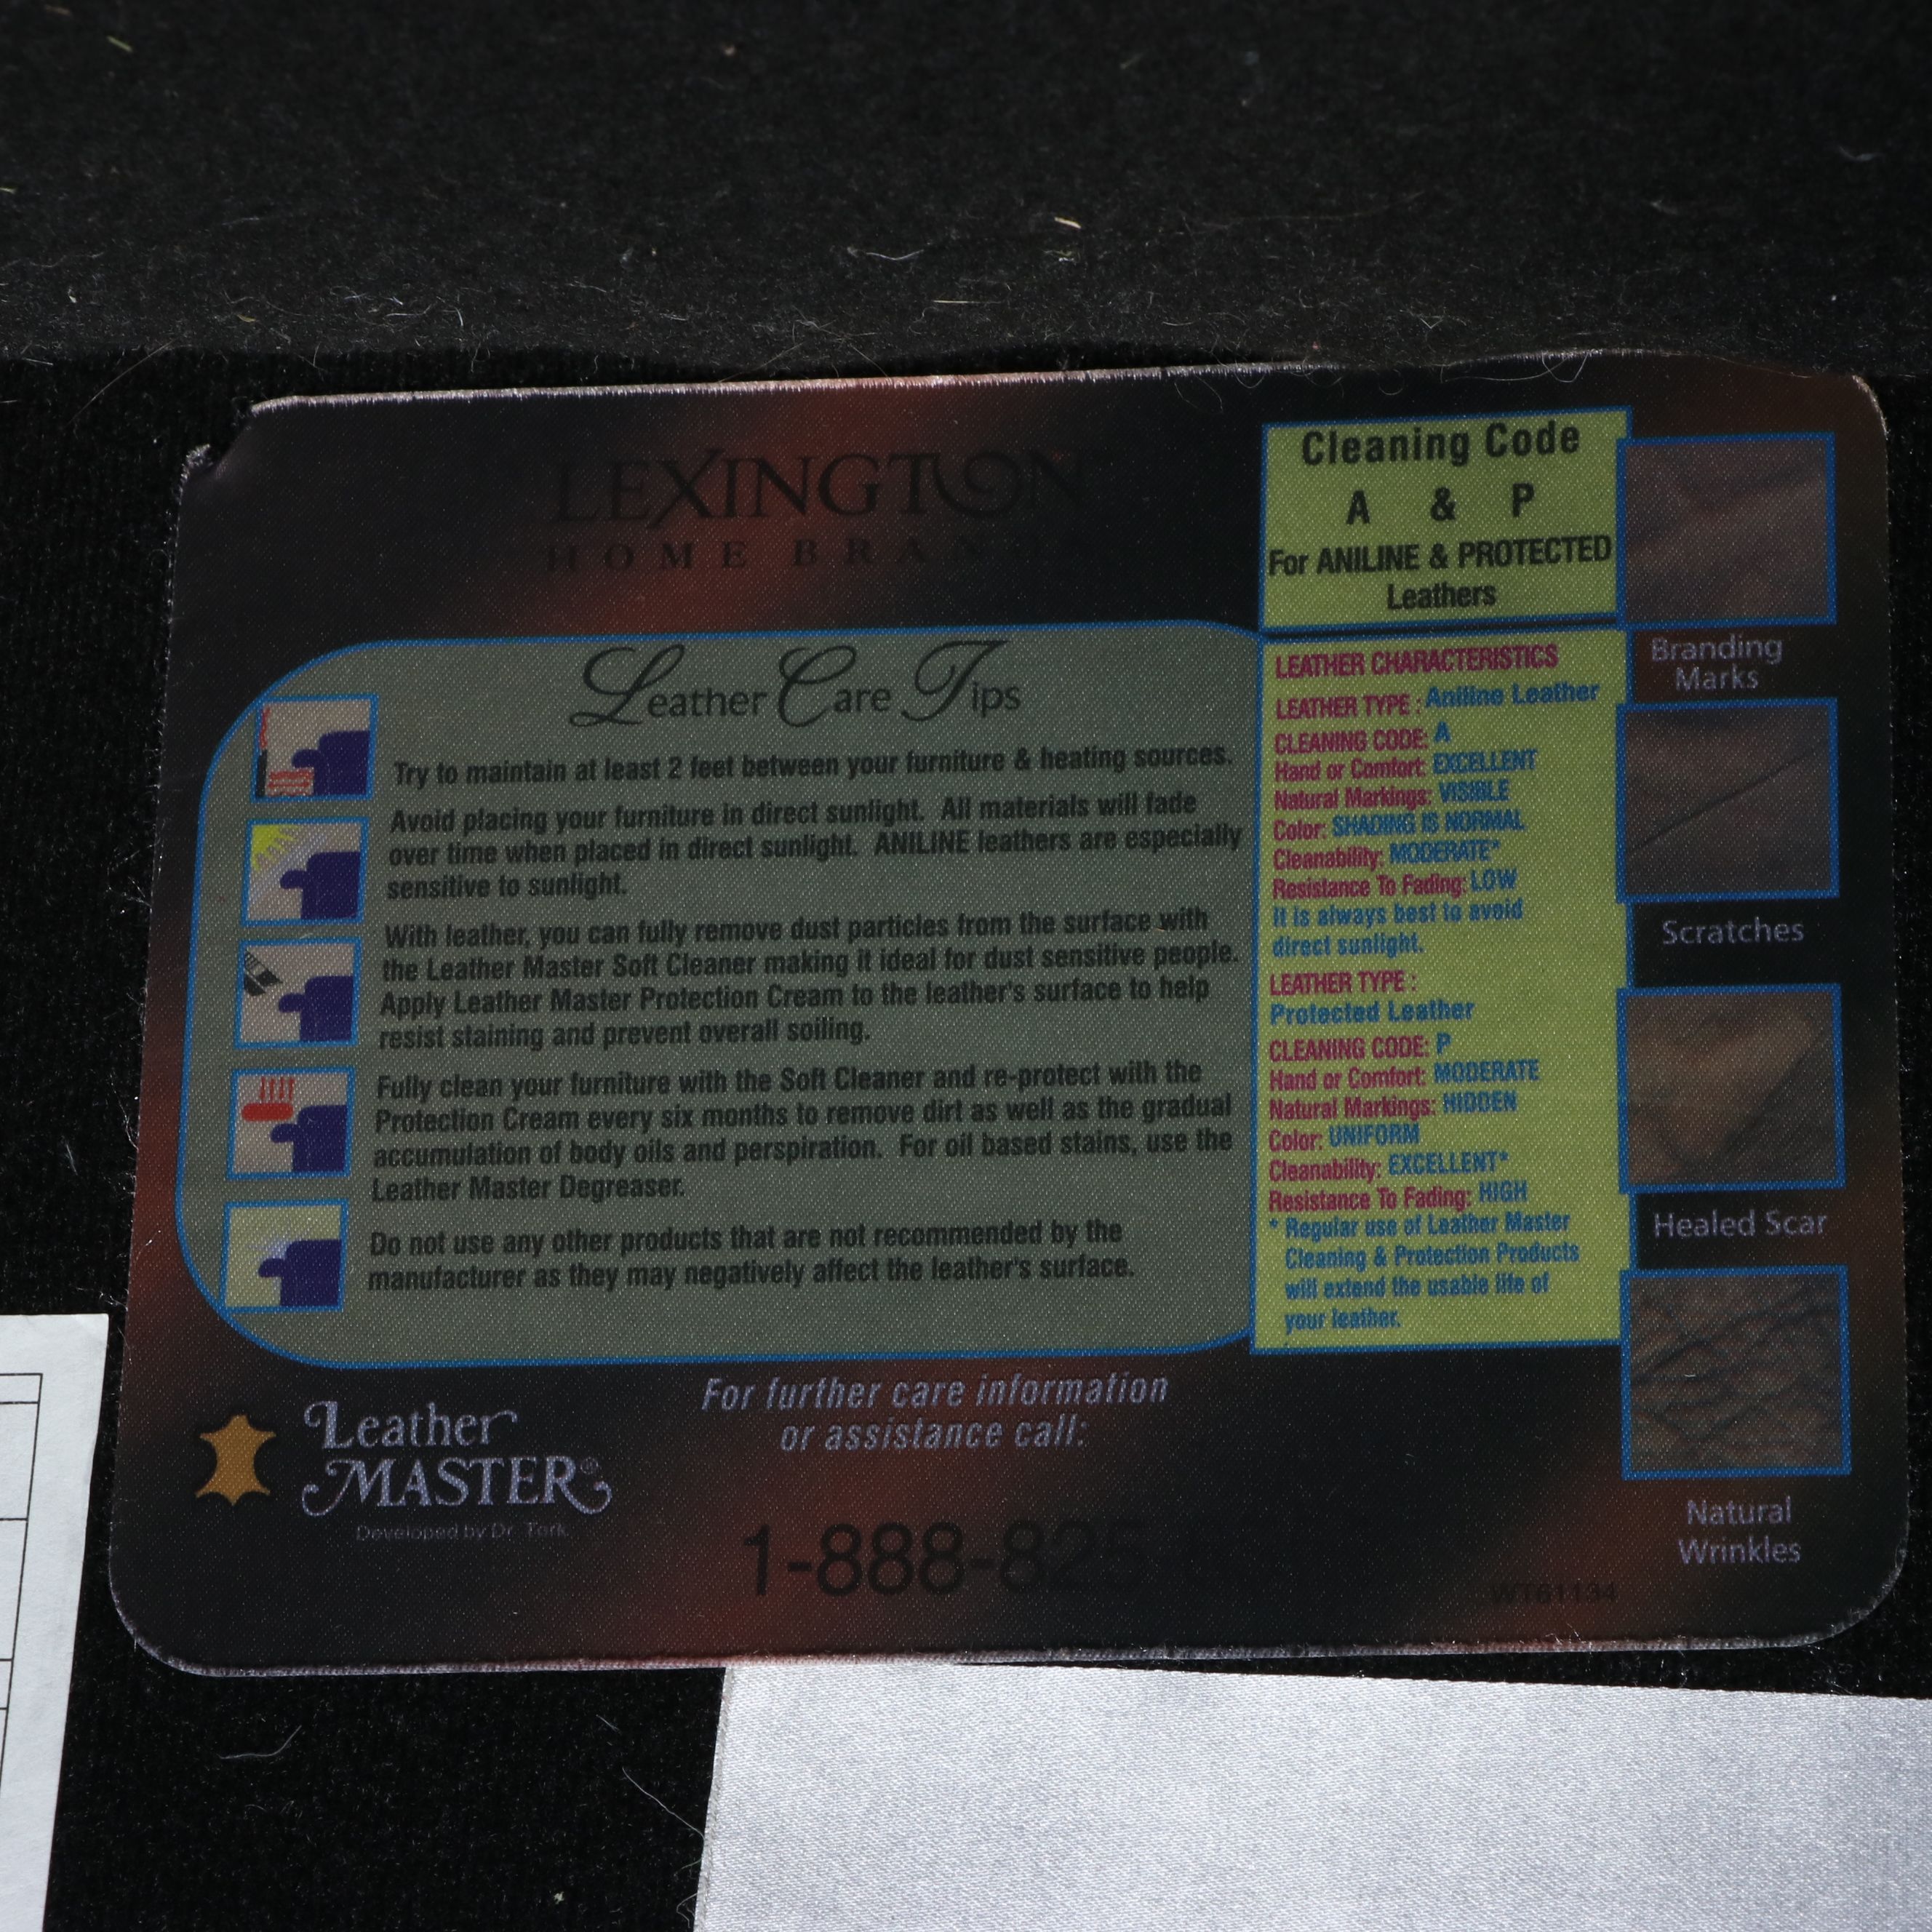 LEXINGTON
HOME BRAN
Leather Care Tips
Try to maintain at least 2 feet between your furniture & heating sources.
Avoid placing your furniture in direct sunlight. All materials will fade
over time when placed in direct sunlight. ANILINE leathers are especially
sensitive to sunlight.
With leather, you can fully remove dust particles from the surface with
the Leather Master Soft Cleaner making it ideal for dust sensitive people.
Apply Leather Master Protection Cream to the leather's surface to help
resist staining and prevent overall soiling.
Fully clean your furniture with the Soft Cleaner and re-protect with the
Protection Cream every six months to remove dirt as well as the gradual
accumulation of body oils and perspiration. For oil based stains, use the
Leather Master Degreaser.
Do not use any other products that are not recommended by the
manufacturer as they may negatively affect the leather's surface.
Cleaning Code
A & P
For ANILINE & PROTECTED
Leathers
LEATHER CHARACTERISTICS
LEATHER TYPE : Aniline Leather
CLEANING CODE: A
Hand or Comfort: EXCELLENT
Natural Markings: VISIBLE
Color: SHADING IS NORMAL
Cleanability: MODERATE*
Resistance To Fading: LOW
It is always best to avoid
direct sunlight.
LEATHER TYPE :
Protected Leather
CLEANING CODE: P
Hand or Comfort: MODERATE
Natural Markings: HIDDEN
Color: UNIFORM
Cleanability: EXCELLENT*
Resistance To Fading: HIGH
* Regular use of Leather Master
Cleaning & Protection Products
will extend the usable life of
your leather.
Branding
Marks
Scratches
Healed Scar
Natural
Wrinkles
Leather
MASTER®
Developed by Dr. Tork
For further care information
or assistance call:
1-888-825
WT61134